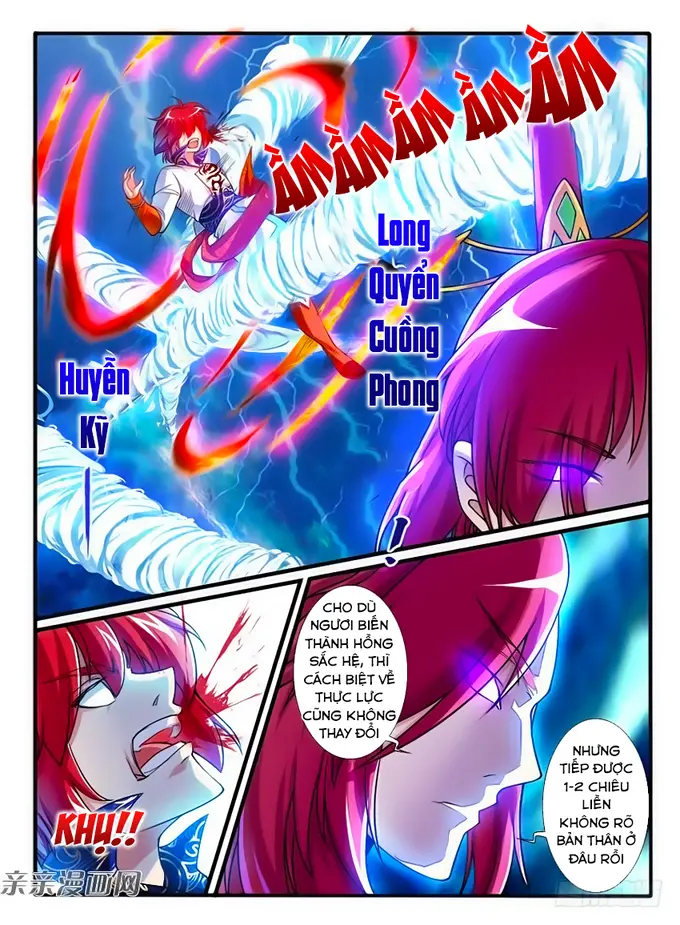 ẦM ẦM ẦM ẦM ẦM
Long
Quyển
Cuồng
Phong
Huyễn
Kỳ
!
CHO DÙ
NGƯƠI BIẾN
THÀNH HỒNG
SẮC HỆ, THÌ
CÁCH BIỆT VỀ
THỰC LỰC
CŨNG KHÔNG
THAY ĐỔI
NHƯNG
TIẾP ĐƯỢC
1-2 CHIÊU
LIỀN
KHÔNG RÕ
BẢN THÂN Ở
ĐÂU RỒI
KHỤ!!
亲亲漫画网